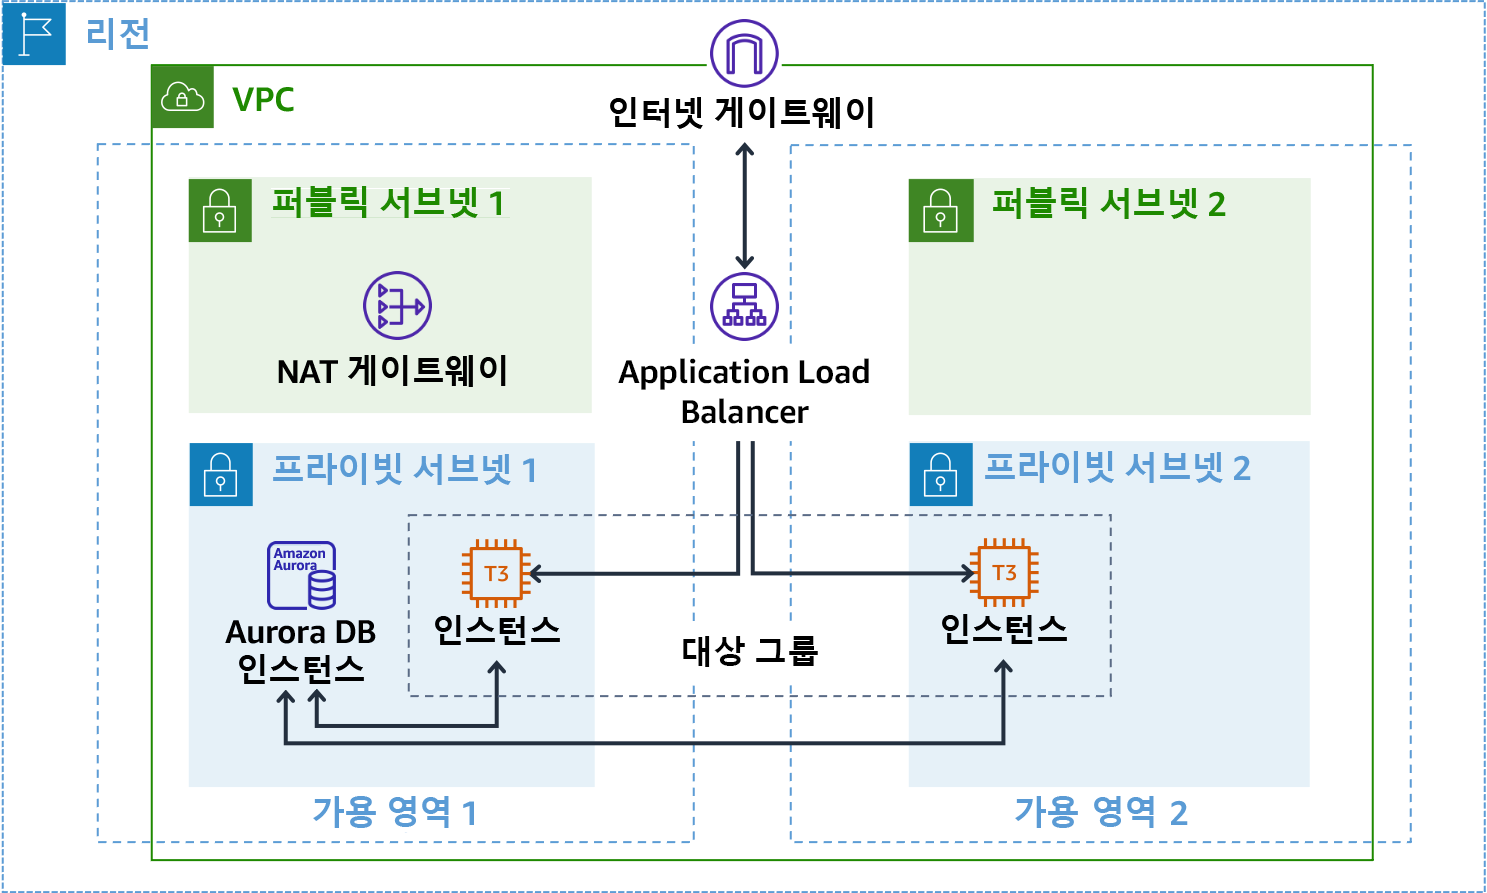 리전
VPC
인터넷 게이트웨이
퍼블릭 서브넷 1
퍼블릭 서브넷 2
NAT 게이트웨이
Application Load
Balancer
프라이빗 서브넷 1
프라이빗 서브넷 2
Amazon
Aurora
T3
T3
Aurora DB
인스턴스
인스턴스
인스턴스
대상 그룹
가용 영역 1
가용 영역 2